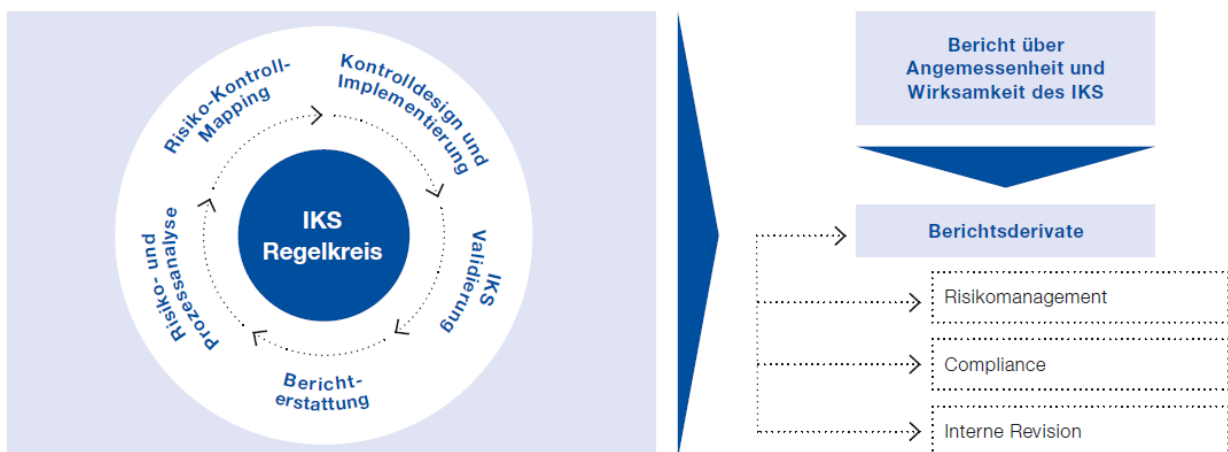 Risiko-Kontroll-
Mapping
Kontrolldesign und
Implementierung
IKS
Validierung
Bericht-
erstattung
Risiko- und
Prozessanalyse
IKS
Regelkreis
Bericht über
Angemessenheit und
Wirksamkeit des IKS
Berichtsderivate
Risikomanagement
Compliance
Interne Revision